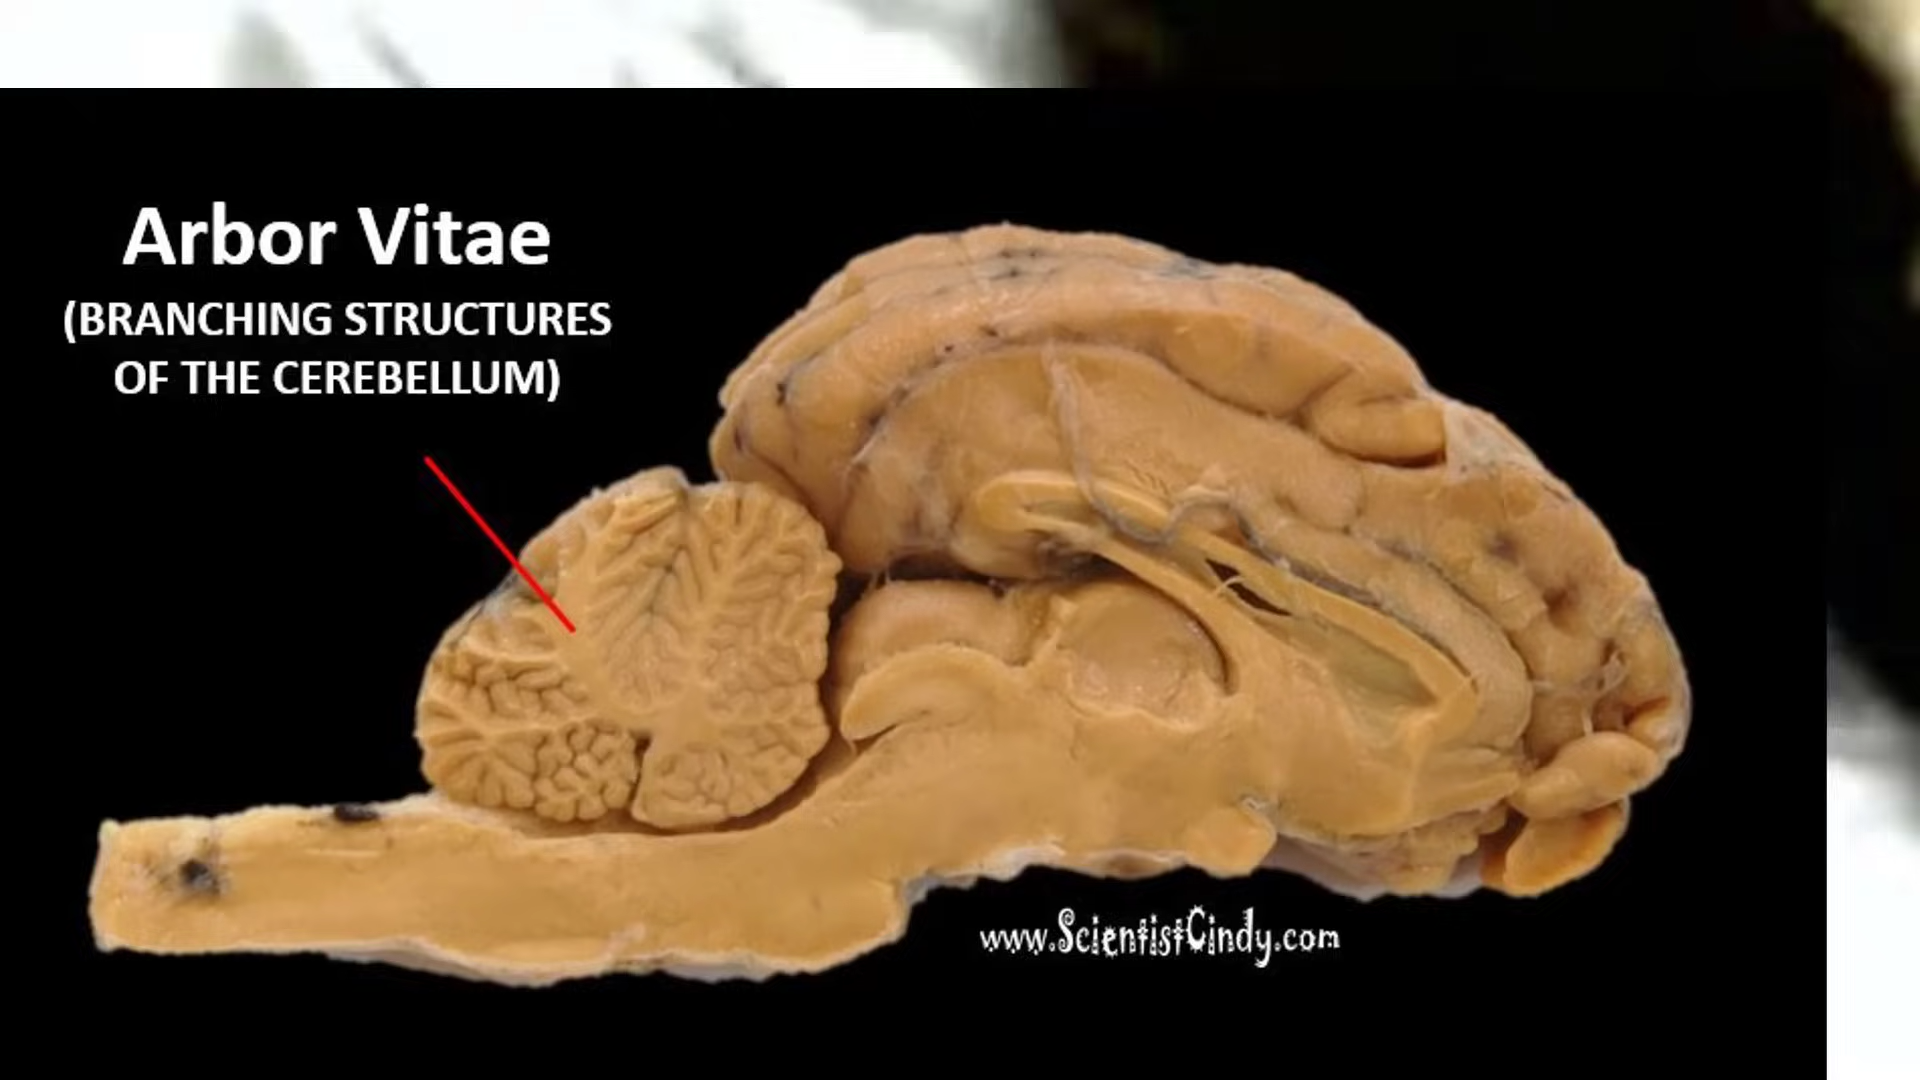 Arbor Vitae
(BRANCHING STRUCTURES
OF THE CEREBELLUM)
www.ScientistCindy.com